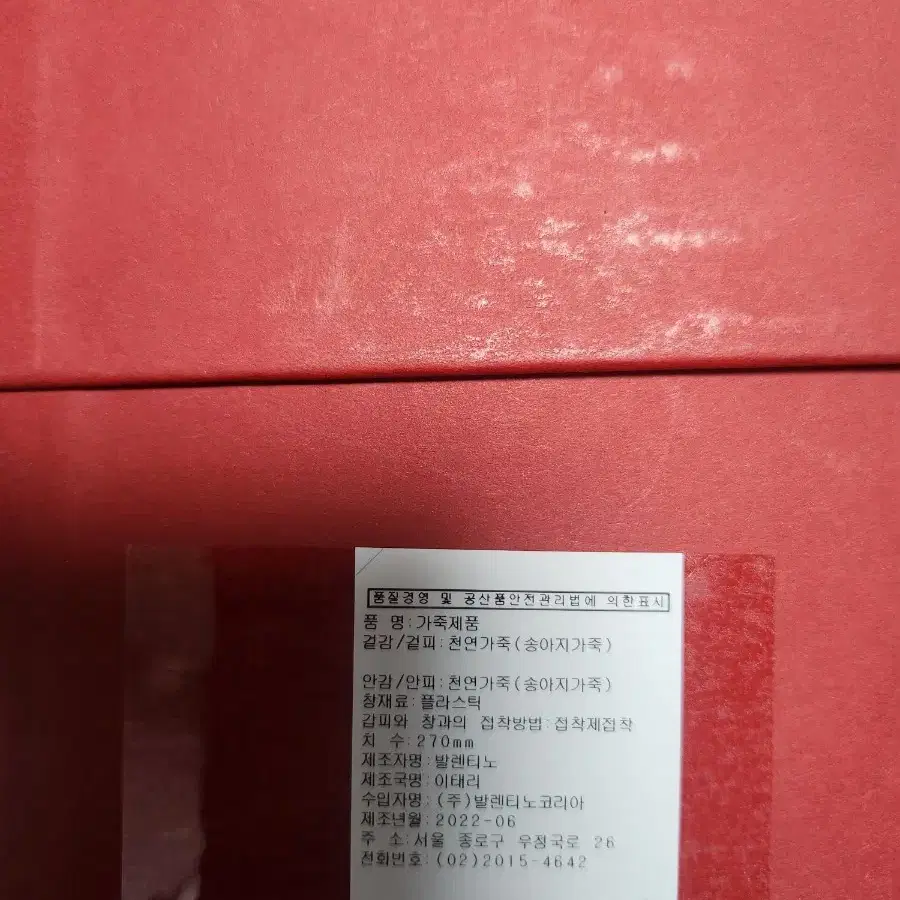 품질경영 및 공산품안전관리법에 의한표시
품 명:가죽제품
겉감/겉피:천연가죽(송아지가죽)
안감/안피:천연가죽(송아지가죽)
창재료:플라스틱
갑피와 창과의 접착방법:접착제접착
치 수:270mm
제조자명:발렌티노
제조국명:이태리
수입자명:(주)발렌티노코리아
제조년월:2022-06
주 소:서울 종로구 우정국로 26
전화번호:(02)2015-4642